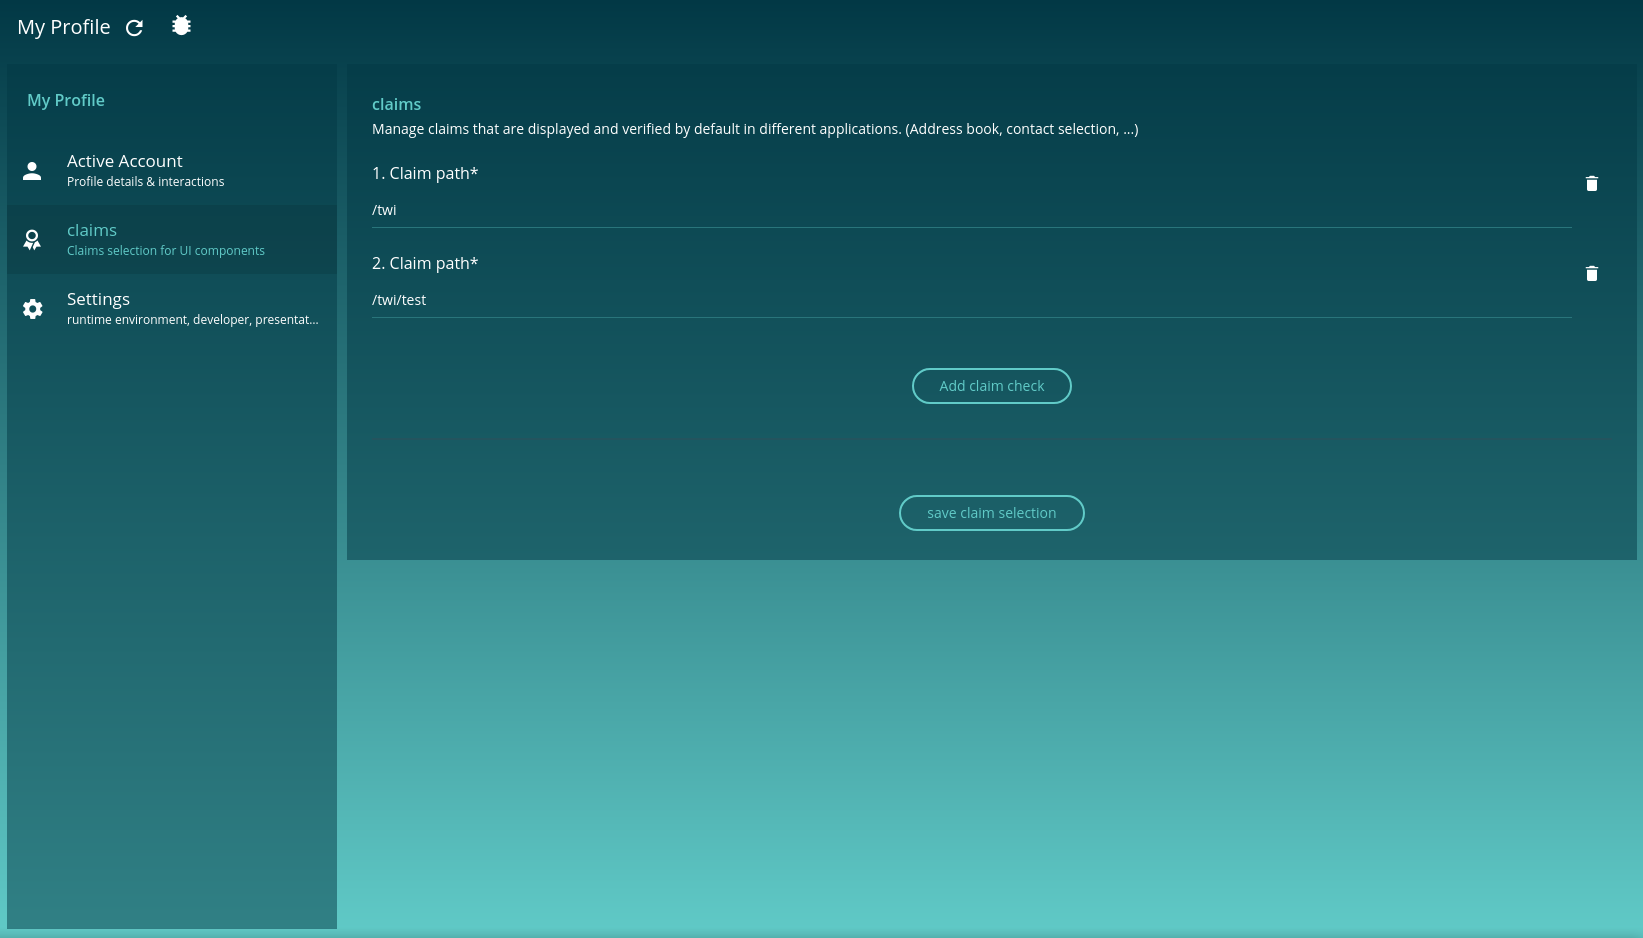 My Profile
My Profile
Active Account
Profile details & interactions
claims
Claims selection for UI components
Settings
runtime environment, developer, presentat...
claims
Manage claims that are displayed and verified by default in different applications. (Address book, contact selection, ...)
1. Claim path*
/twi
2. Claim path*
/twi/test
Add claim check
save claim selection